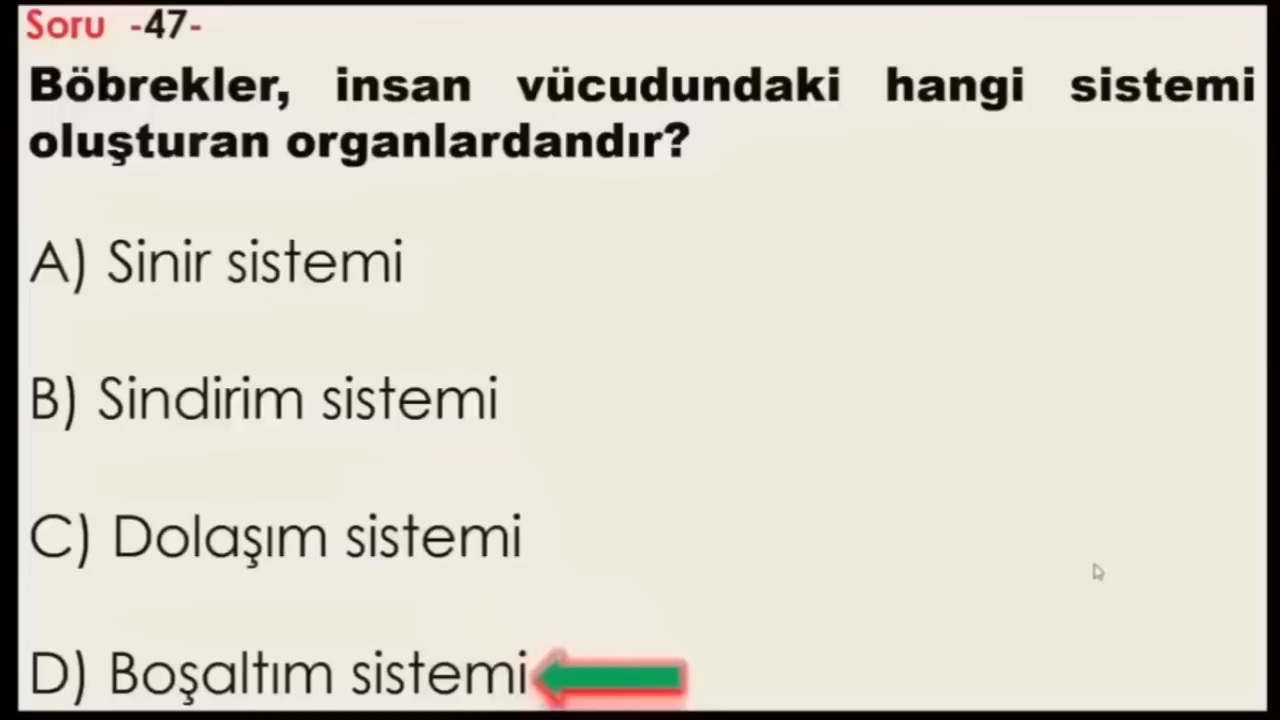 Soru -47-
Böbrekler, insan vücudundaki hangi sistemi
oluşturan organlardandır?
A) Sinir sistemi
B) Sindirim sistemi
C) Dolaşım sistemi
D) Boşaltım sistemi